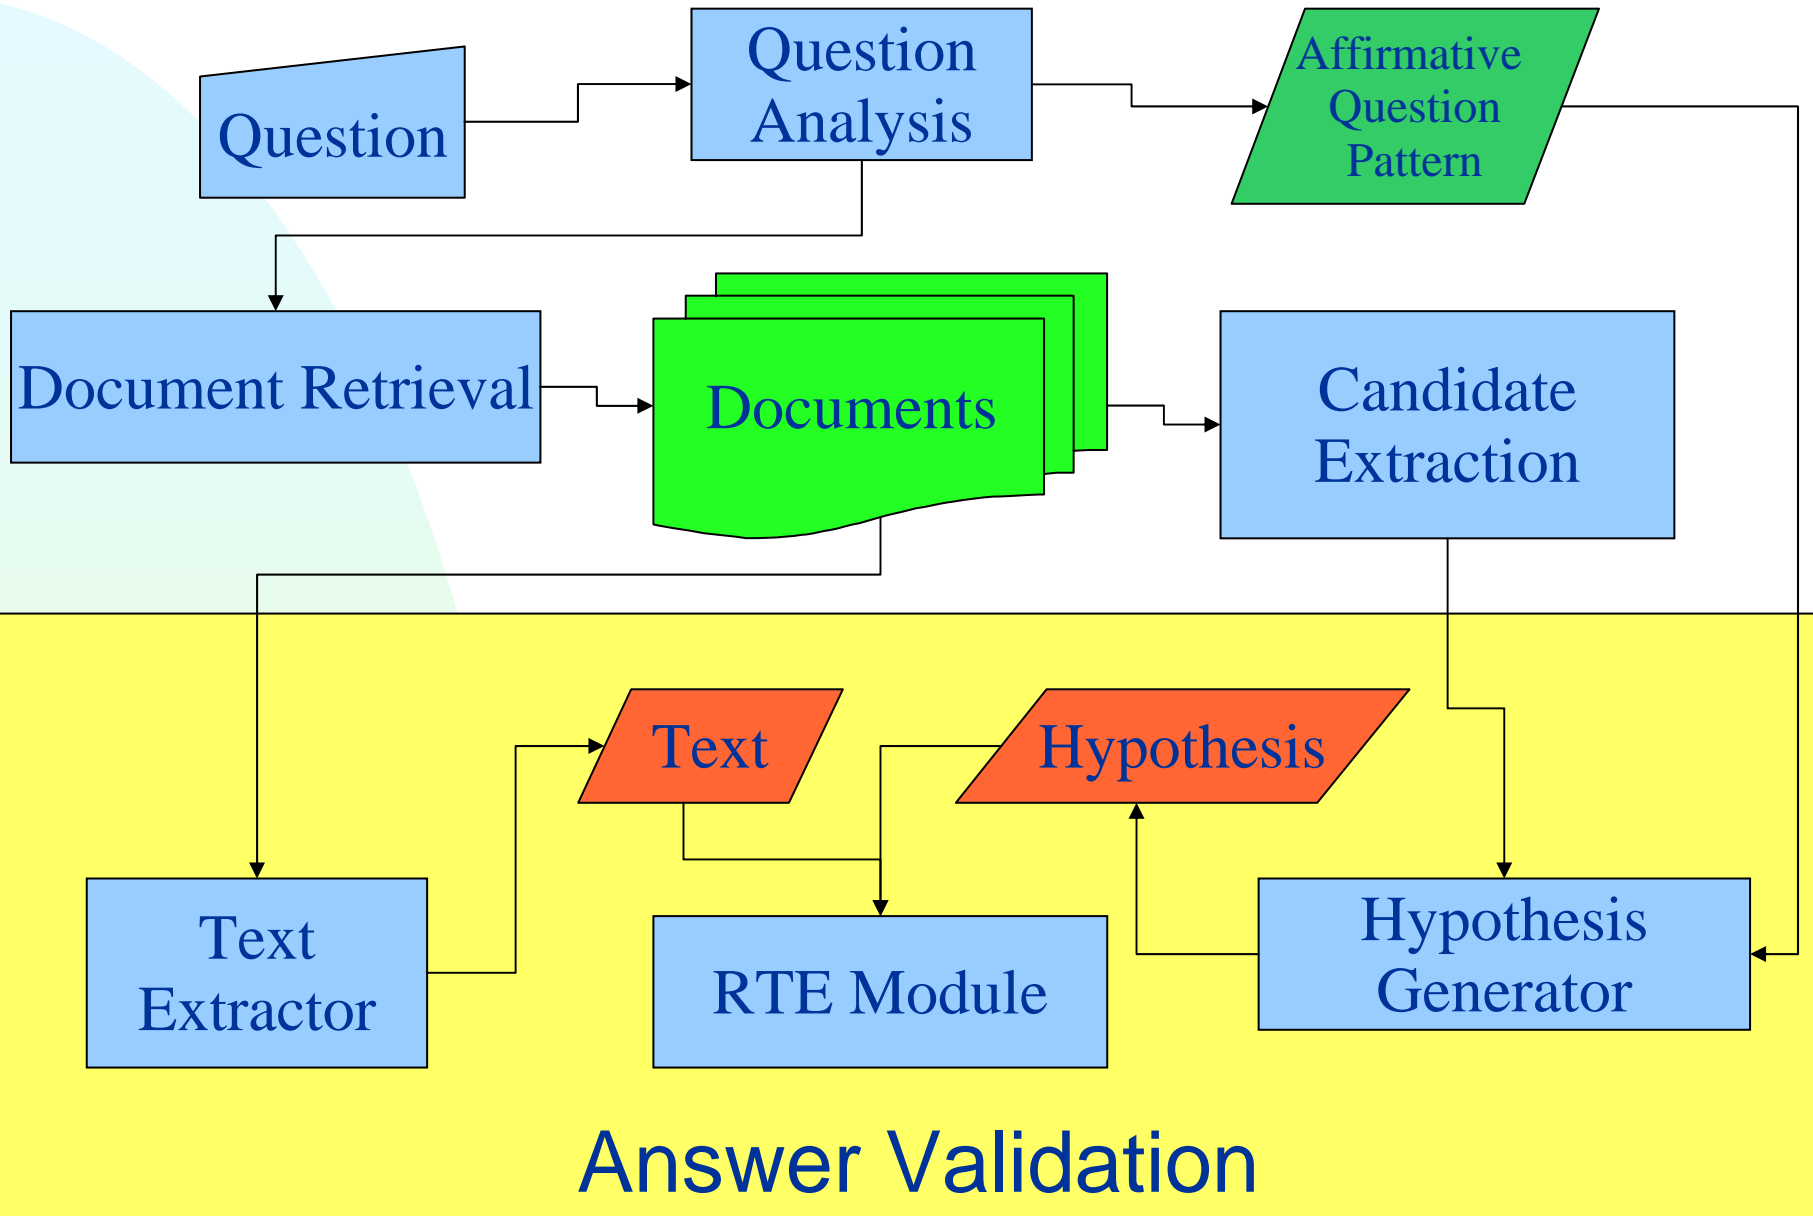 Question
Question
Analysis
Affirmative
Question
Pattern
Document Retrieval
Documents
Candidate
Extraction
Text
Hypothesis
Text
Extractor
RTE Module
Hypothesis
Generator
Answer Validation